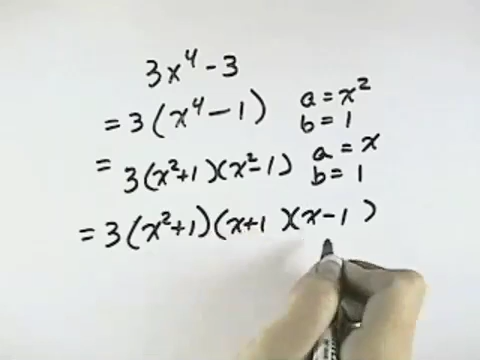 3x⁴ - 3
= 3(x⁴ - 1) a = x²
b = 1
= 3(x²+1)(x²-1) a = x
b = 1
= 3(x²+1)(x+1)(x-1)